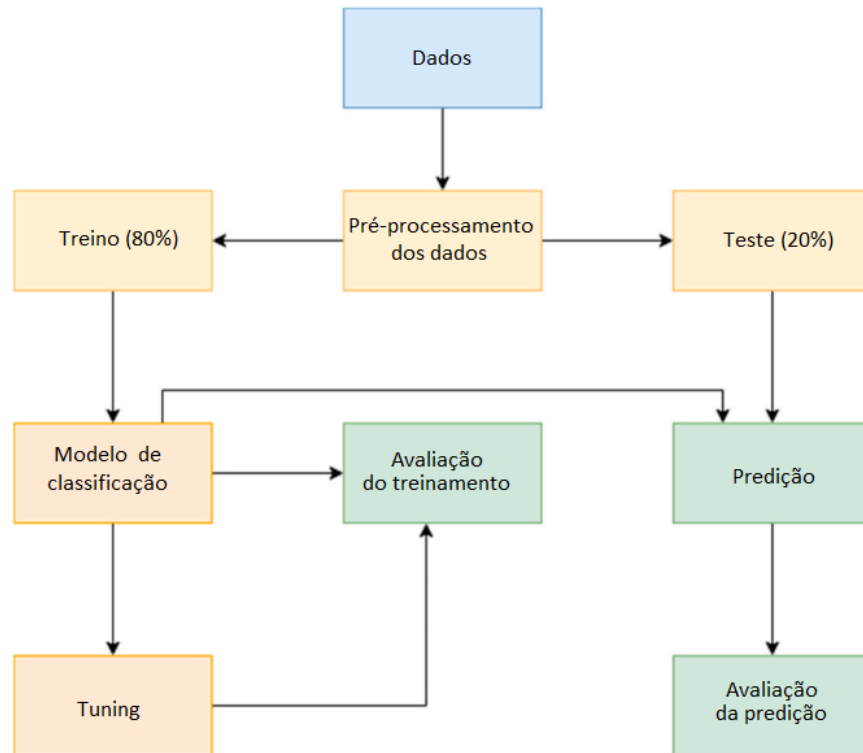 Dados
Treino (80%)
Pré-processamento
dos dados
Teste (20%)
Modelo de
classificação
Avaliação
do treinamento
Predição
Tuning
Avaliação
da predição